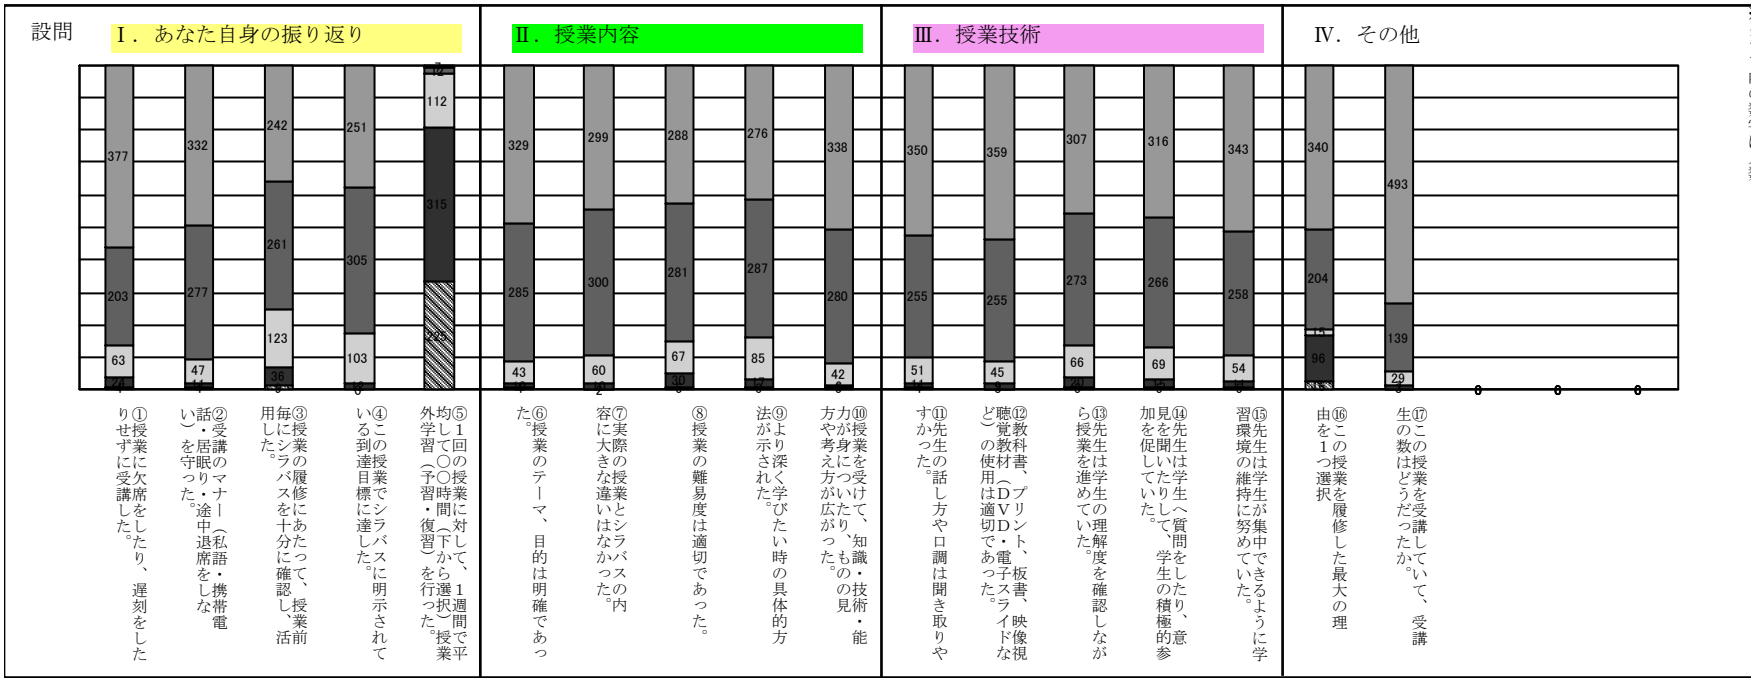 設問
Ⅰ．あなた自身の振り返り
Ⅱ．授業内容
Ⅲ．授業技術
Ⅳ．その他
377
203
63
24
332
277
47
11
242
261
123
36
251
305
103
112
315
225
329
285
43
299
300
60
2
288
281
67
30
276
287
85
17
338
280
42
350
255
51
11
359
255
45
307
273
66
20
316
266
69
15
343
258
54
11
340
204
15
96
493
139
29
①授業に欠席をしたり、遅刻をした
りせずに受講した。
②受講のマナー（私語・携帯電
話・居眠り・途中退席をしな
い）を守った。
③授業の履修にあたって、授業前
毎にシラバスを十分に確認し、活
用した。
④この授業でシラバスに明示されて
いる到達目標に達した。
⑤１回の授業に対して、１週間で平
均して〇〇時間（下から選択）授業
外学習（予習・復習）を行った。
⑥授業のテーマ、目的は明確であっ
た。
⑦実際の授業とシラバスの内
容に大きな違いはなかった。
⑧授業の難易度は適切であった。
⑨より深く学びたい時の具体的方
法が示された。
⑩授業を受けて、知識・技術・能
力が身についたり、ものの見
方や考え方が広がった。
⑪先生の話し方や口調は聞き取りや
すかった。
⑫教科書、プリント、板書、映像視
聴覚教材（ＤＶＤ・電子スライドな
ど）の使用は適切であった。
⑬先生は学生の理解度を確認しなが
ら授業を進めていた。
⑭先生は学生へ質問をしたり、意
見を聞いたりして、学生の積極的参
加を促していた。
⑮先生は学生が集中できるように学
習環境の維持に努めていた。
⑯この授業を履修した最大の理
由を１つ選択
⑰この授業を受講していて、受講
生の数はどうだったか。